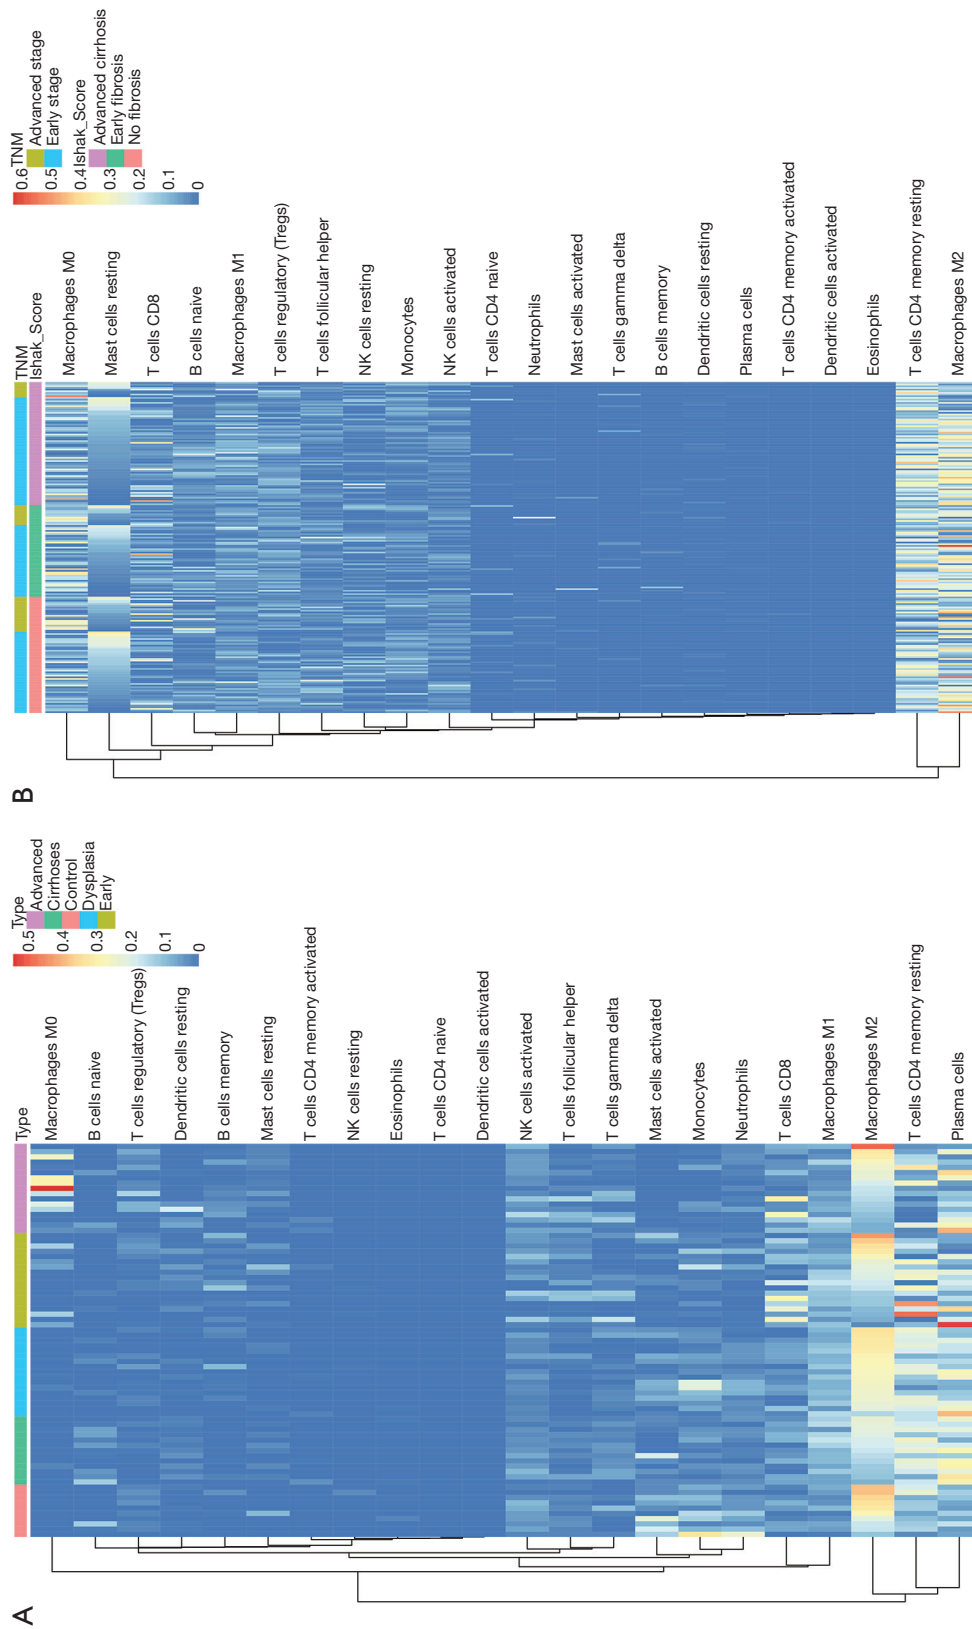 A
Type
Macrophages M0
B cells naive
T cells regulatory (Tregs)
Dendritic cells resting
B cells memory
Mast cells resting
T cells CD4 memory activated
NK cells resting
Eosinophils
T cells CD4 naive
Dendritic cells activated
NK cells activated
T cells follicular helper
T cells gamma delta
Mast cells activated
Monocytes
Neutrophils
T cells CD8
Macrophages M1
Macrophages M2
T cells CD4 memory resting
Plasma cells
0.5
0.4
0.3
0.2
0.1
0
Type
Advanced
Cirrhoses
Control
Dysplasia
Early
B
TNM
Ishak_Score
Macrophages M0
Mast cells resting
T cells CD8
B cells naive
Macrophages M1
T cells regulatory (Tregs)
T cells follicular helper
NK cells resting
Monocytes
NK cells activated
T cells CD4 naive
Neutrophils
Mast cells activated
T cells gamma delta
B cells memory
Dendritic cells resting
Plasma cells
T cells CD4 memory activated
Dendritic cells activated
Eosinophils
T cells CD4 memory resting
Macrophages M2
0.6
0.5
0.4
0.3
0.2
0.1
0
TNM
Advanced stage
Early stage
Ishak_Score
Advanced cirrhosis
Early fibrosis
No fibrosis